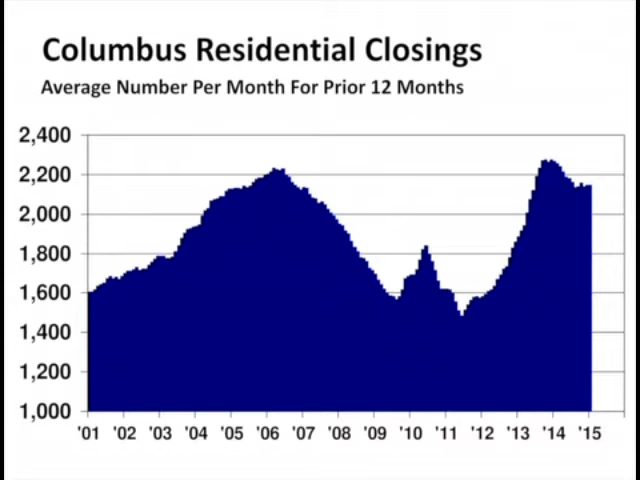 Columbus Residential Closings
Average Number Per Month For Prior 12 Months
2,400
2,200
2,000
1,800
1,600
1,400
1,200
1,000
'01 '02 '03 '04 '05 '06 '07 '08 '09 '10 '11 '12 '13 '14 '15